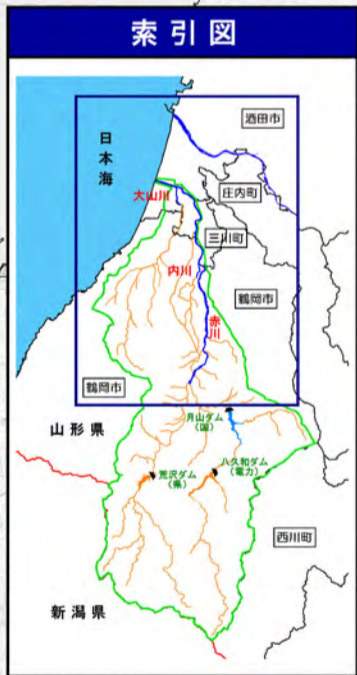 索引図
酒田市
日本海
庄内町
大山川
三川町
内川
鶴岡市
赤川
鶴岡市
月山ダム
(国)
山形県
八久和ダム
(電力)
荒沢ダム
(県)
西川町
新潟県